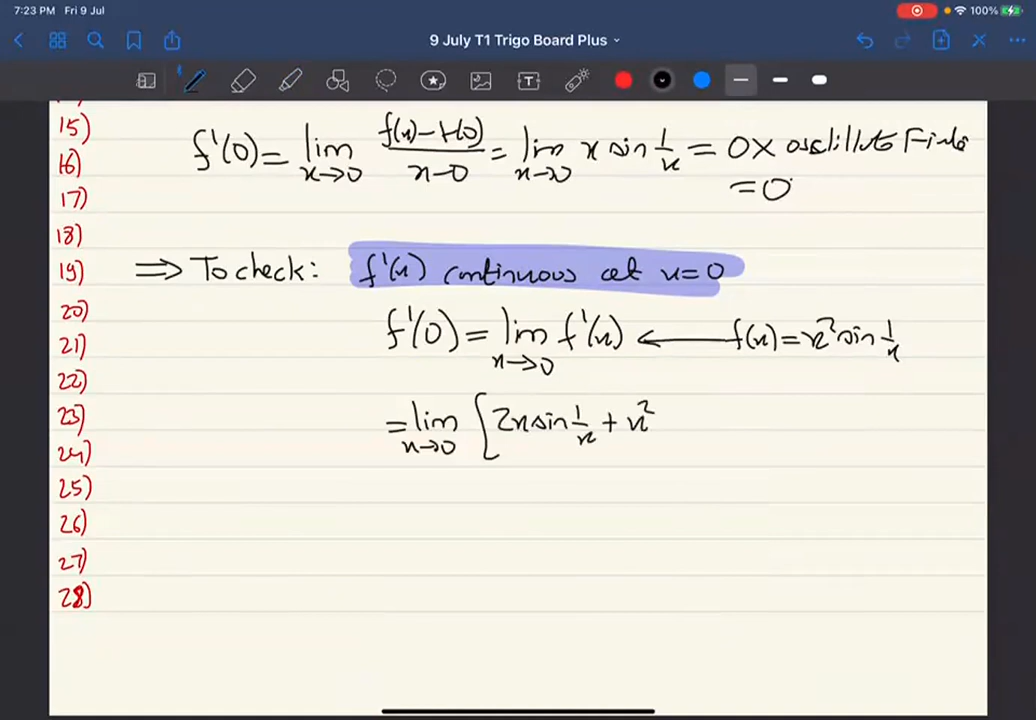 7:23 PM Fri 9 Jul 100%
9 July T1 Trigo Board Plus
15)
16) f'(0) = lim x→0 f(x)-f(0)/x-0 = lim x→0 x sin 1/x = 0x oscillate Finite
17) = 0
18)
19) ⇒ To check: f'(x) continuous at x=0
20)
21) f'(0) = lim x→0 f'(x) ← f(x)=x² sin 1/x
22)
23) = lim x→0 [2x sin 1/x + x²
24)
25)
26)
27)
28)